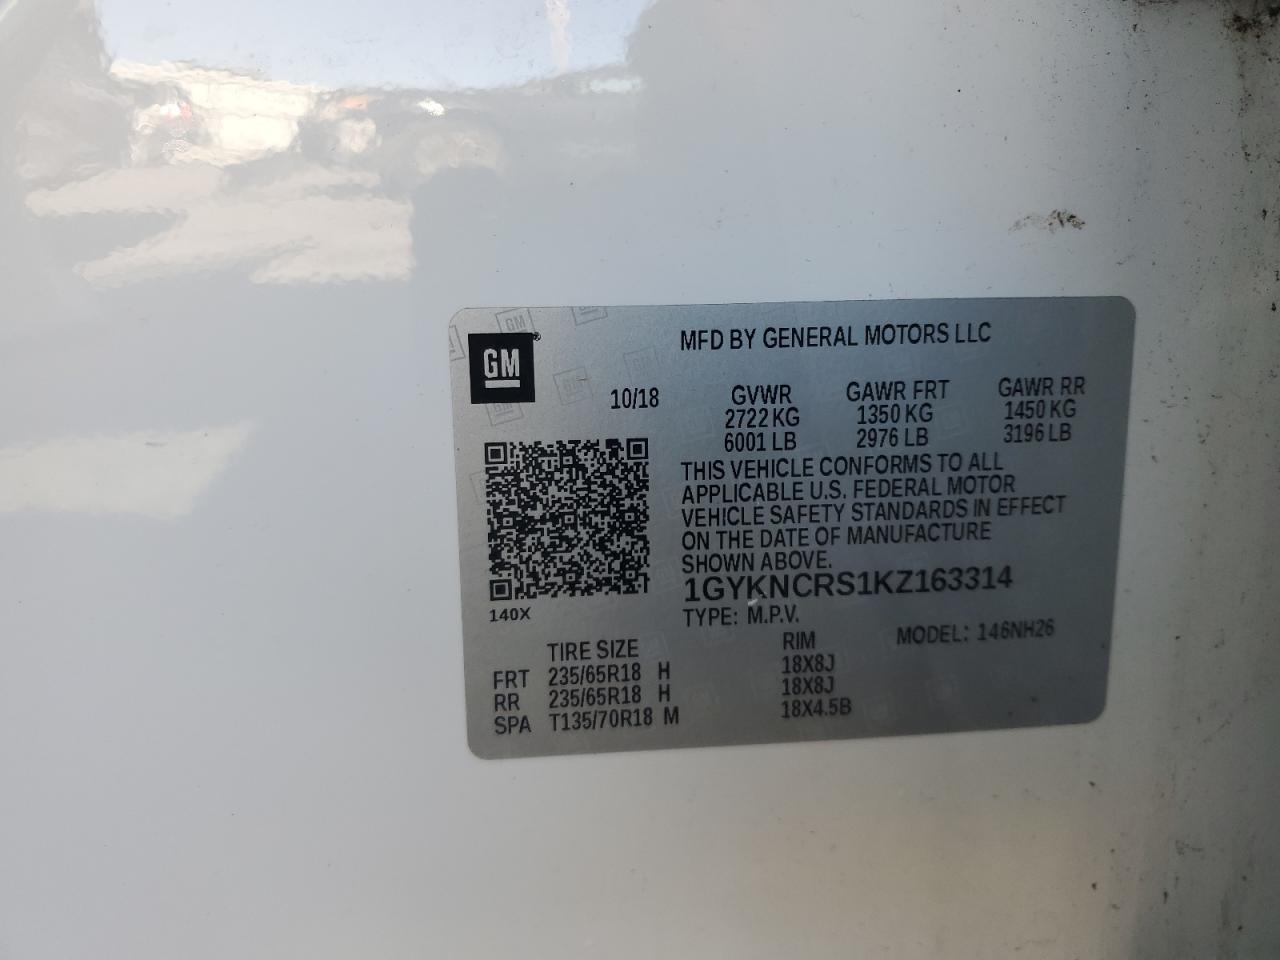 GM
MFD BY GENERAL MOTORS LLC
10/18 GVWR GAWR FRT GAWR RR
2722 KG 1350 KG 1450 KG
6001 LB 2976 LB 3196 LB
THIS VEHICLE CONFORMS TO ALL
APPLICABLE U.S. FEDERAL MOTOR
VEHICLE SAFETY STANDARDS IN EFFECT
ON THE DATE OF MANUFACTURE
SHOWN ABOVE.
1GYKNCRS1KZ163314
140X
TYPE: M.P.V.
TIRE SIZE RIM MODEL: 146NH26
FRT 235/65R18 H 18X8J
RR 235/65R18 H 18X8J
SPA T135/70R18 M 18X4.5B